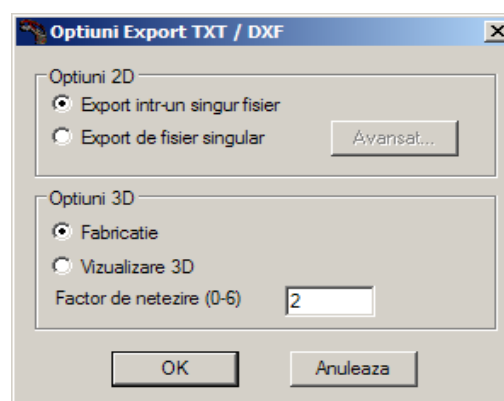 Optiuni Export TXT / DXF
Optiuni 2D
Export intr-un singur fisier
Export de fisier singular
Avansat...
Optiuni 3D
Fabricatie
Vizualizare 3D
Factor de netezire (0-6) 2
OK Anuleaza